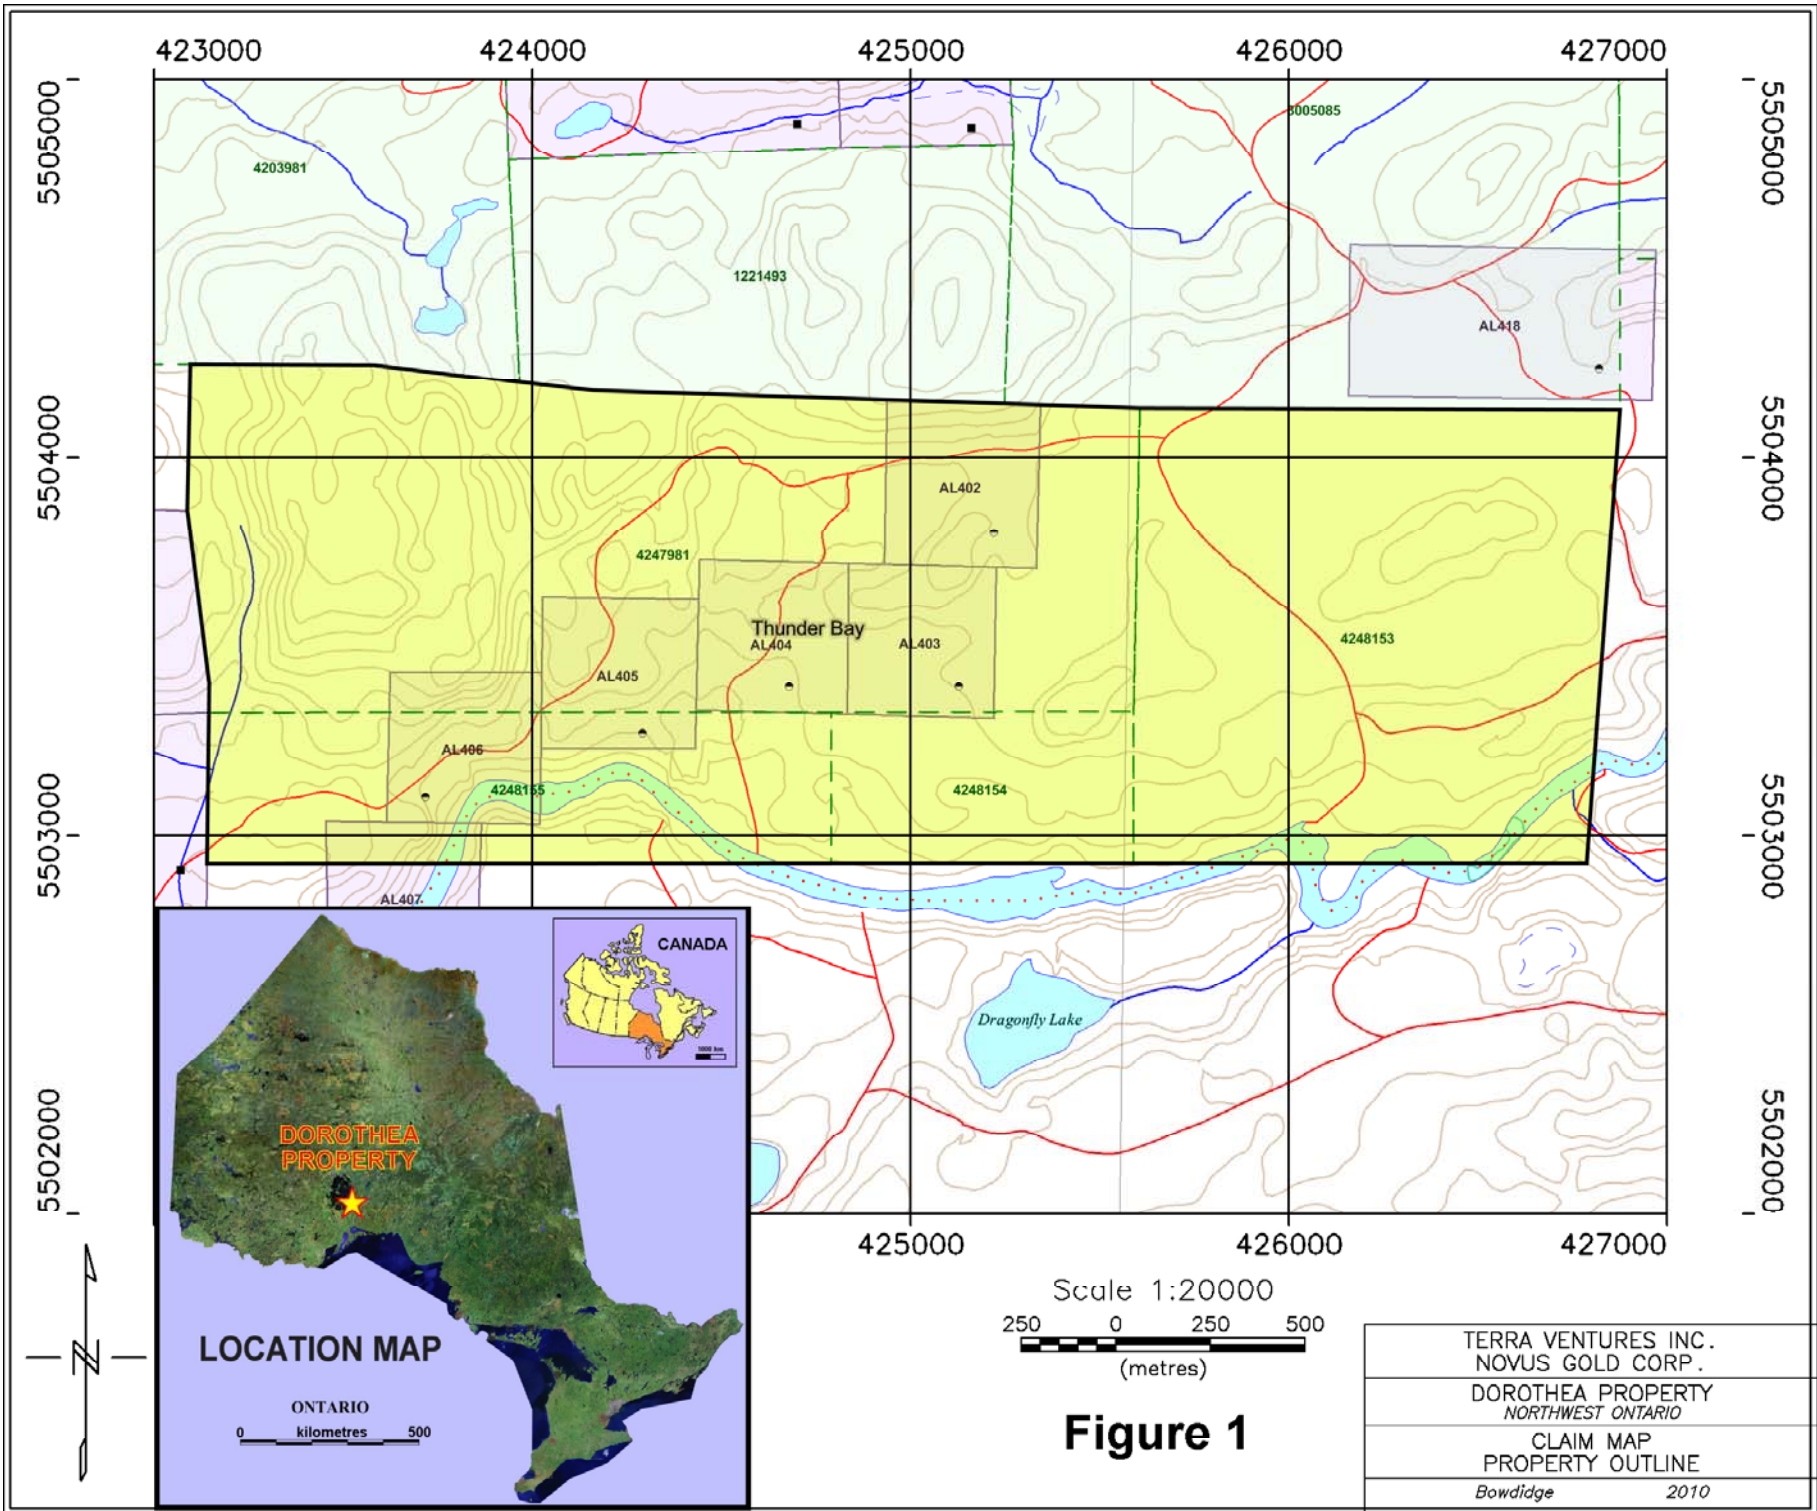 423000 424000 425000 426000 427000
5505000
5505000
3005085
4203981
1221493
AL418
5504000
5504000
AL402
4247981
Thunder Bay
AL404
AL403
4248153
AL405
AL406
4248155
4248154
5503000
5503000
AL407
CANADA
1000 km
Dragonfly Lake
DOROTHEA
PROPERTY
5502000
5502000
425000 426000 427000
N
LOCATION MAP
ONTARIO
0 kilometres 500
Scale 1:20000
250 0 250 500
(metres)
Figure 1
TERRA VENTURES INC.
NOVUS GOLD CORP.
DOROTHEA PROPERTY
NORTHWEST ONTARIO
CLAIM MAP
PROPERTY OUTLINE
Bowdidge 2010